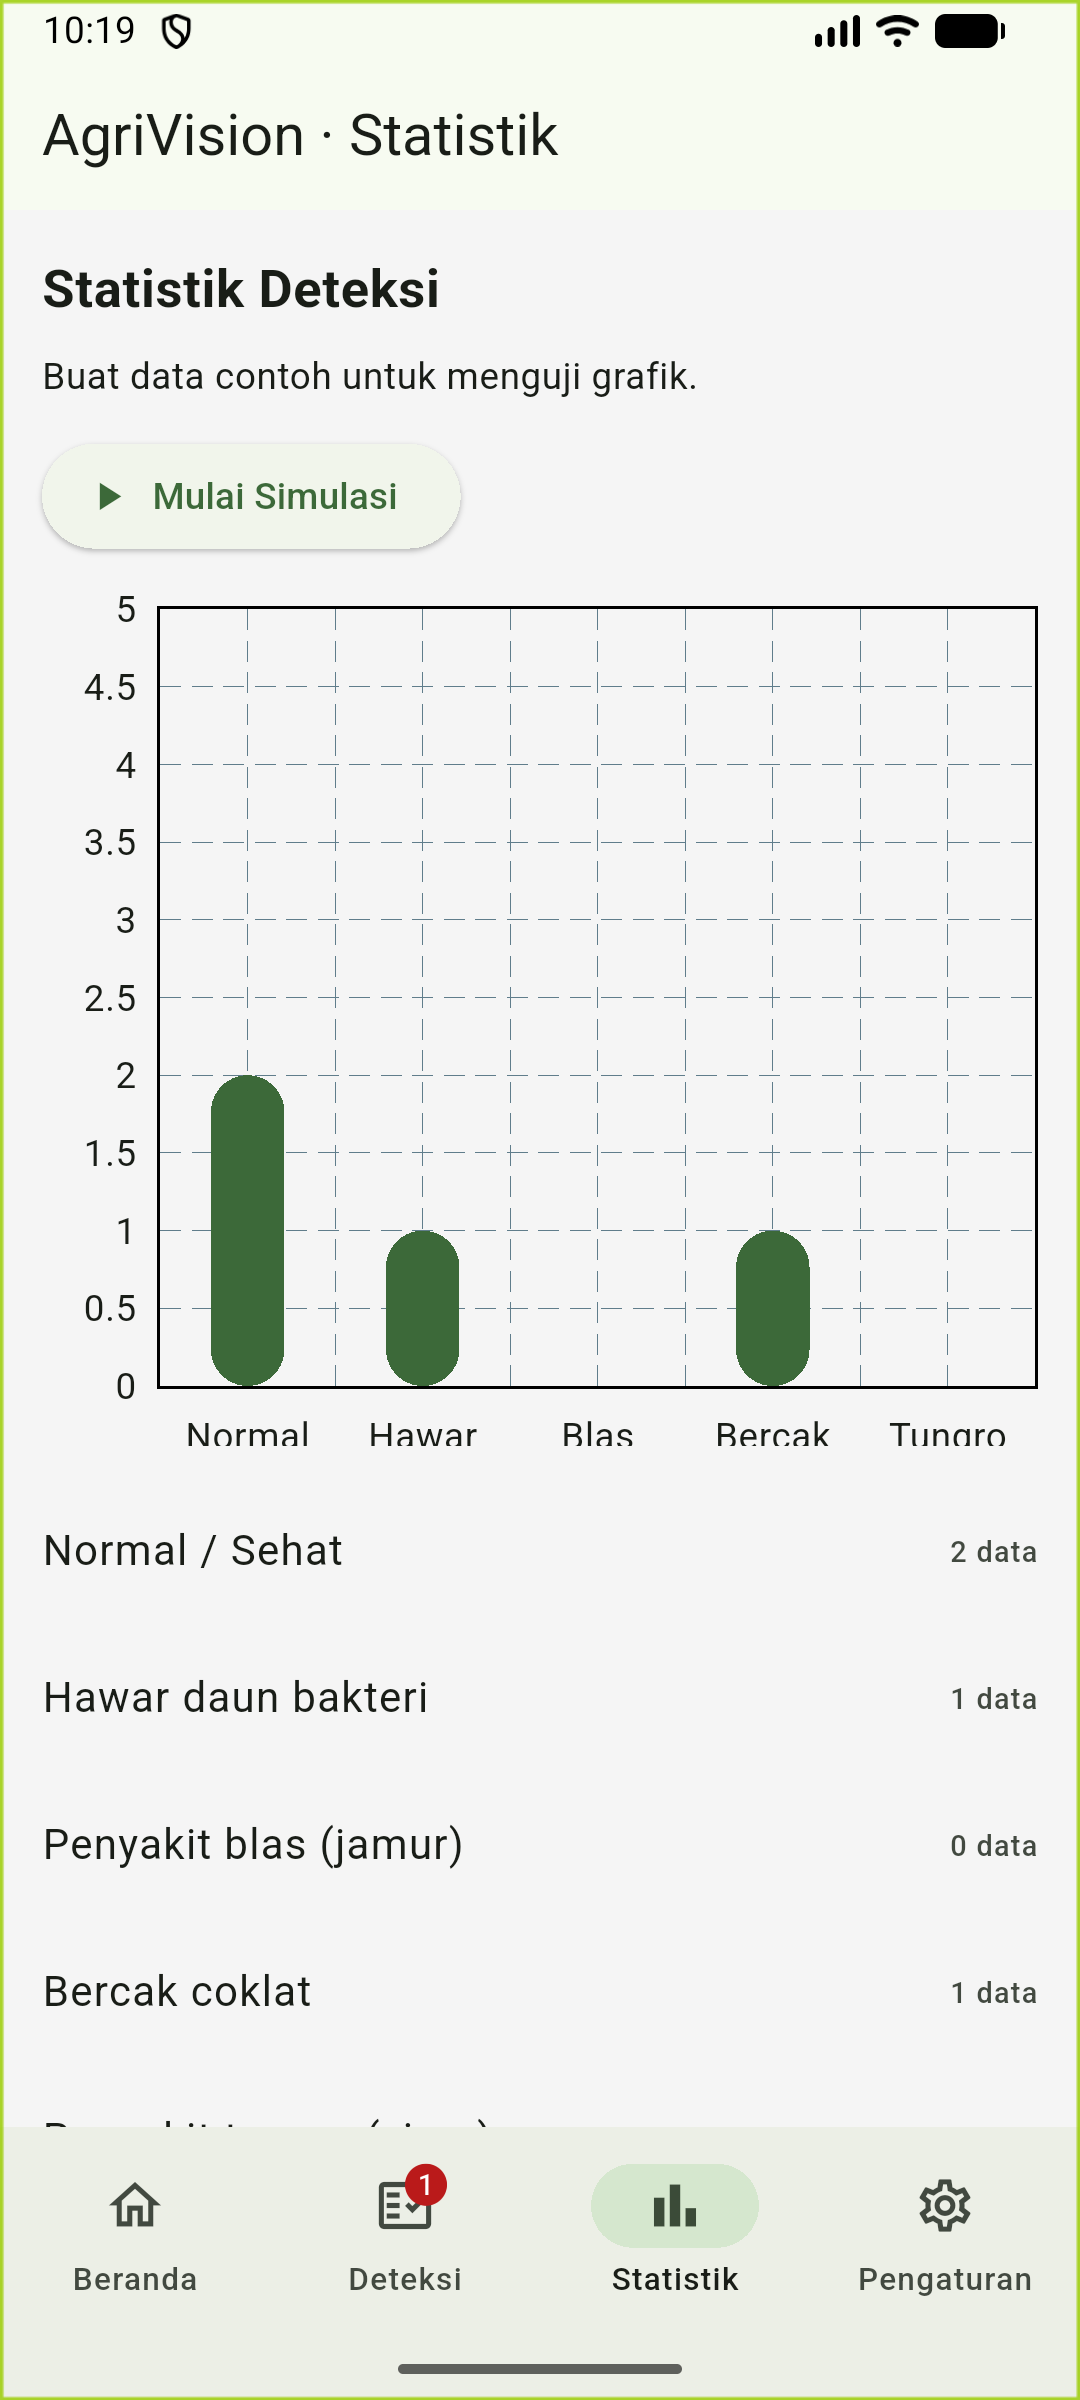 10:19
AgriVision · Statistik
Statistik Deteksi
Buat data contoh untuk menguji grafik.
Mulai Simulasi
5
4.5
4
3.5
3
2.5
2
1.5
1
0.5
0
Normal Hawar Blas Bercak Tungro
Normal / Sehat 2 data
Hawar daun bakteri 1 data
Penyakit blas (jamur) 0 data
Bercak coklat 1 data
1
Beranda Deteksi Statistik Pengaturan